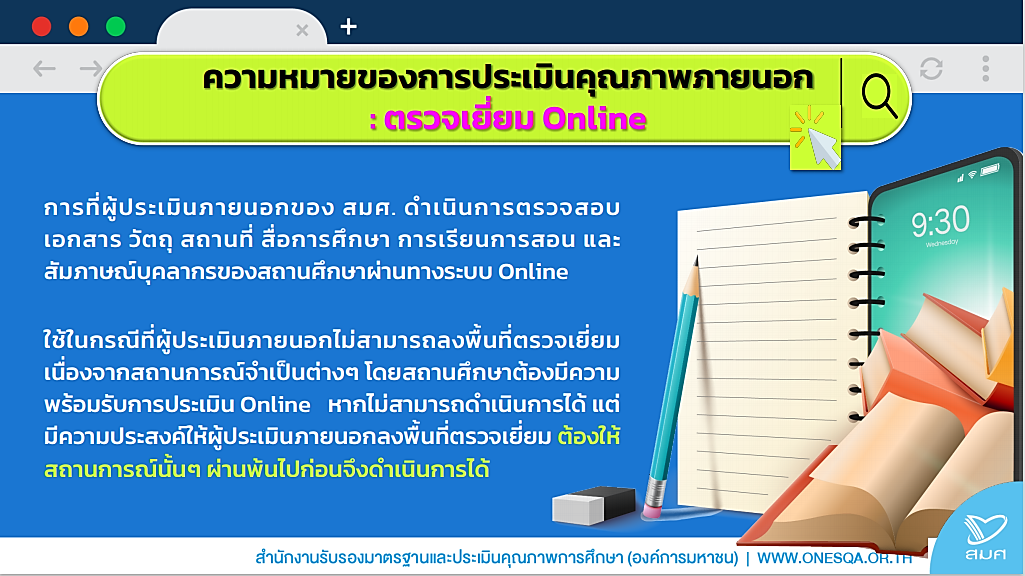 ความหมายของการประเมินคุณภาพภายนอก
: ตรวจเยี่ยม Online
การที่ผู้ประเมินภายนอกของ สมศ. ดำเนินการตรวจสอบ
เอกสาร วัตถุ สถานที่ สื่อการศึกษา การเรียนการสอน และ
สัมภาษณ์บุคลากรของสถานศึกษาผ่านทางระบบ Online
ใช้ในกรณีที่ผู้ประเมินภายนอกไม่สามารถลงพื้นที่ตรวจเยี่ยม
เนื่องจากสถานการณ์จำเป็นต่างๆ โดยสถานศึกษาต้องมีความ
พร้อมรับการประเมิน Online หากไม่สามารถดำเนินการได้ แต่
มีความประสงค์ให้ผู้ประเมินภายนอกลงพื้นที่ตรวจเยี่ยม ต้องให้
สถานการณ์นั้นๆ ผ่านพ้นไปก่อนจึงดำเนินการได้
9:30
Wednesday
สำนักงานรับรองมาตรฐานและประเมินคุณภาพการศึกษา (องค์การมหาชน) | WWW.ONESQA.OR.TH
สมศ